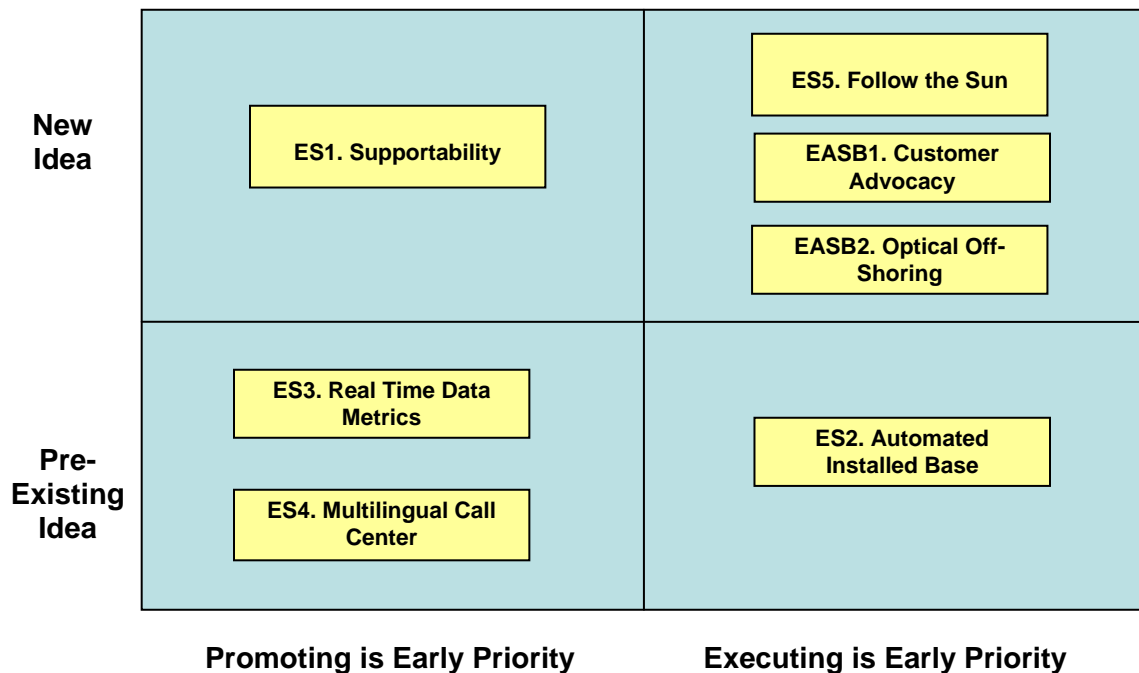 New
Idea
ES1. Supportability
ES5. Follow the Sun
EASB1. Customer
Advocacy
EASB2. Optical Off-
Shoring
Pre-
Existing
Idea
ES3. Real Time Data
Metrics
ES4. Multilingual Call
Center
ES2. Automated
Installed Base
Promoting is Early Priority
Executing is Early Priority